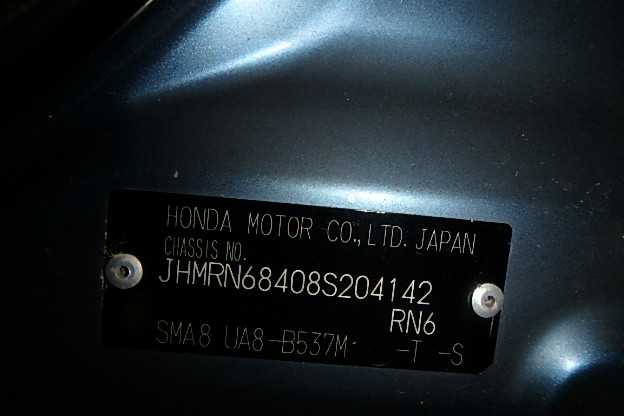 HONDA MOTOR CO., LTD. JAPAN
CHASSIS NO.
JHMRN68408S204142
RN6
SMA8 UA8-B537M -T -S